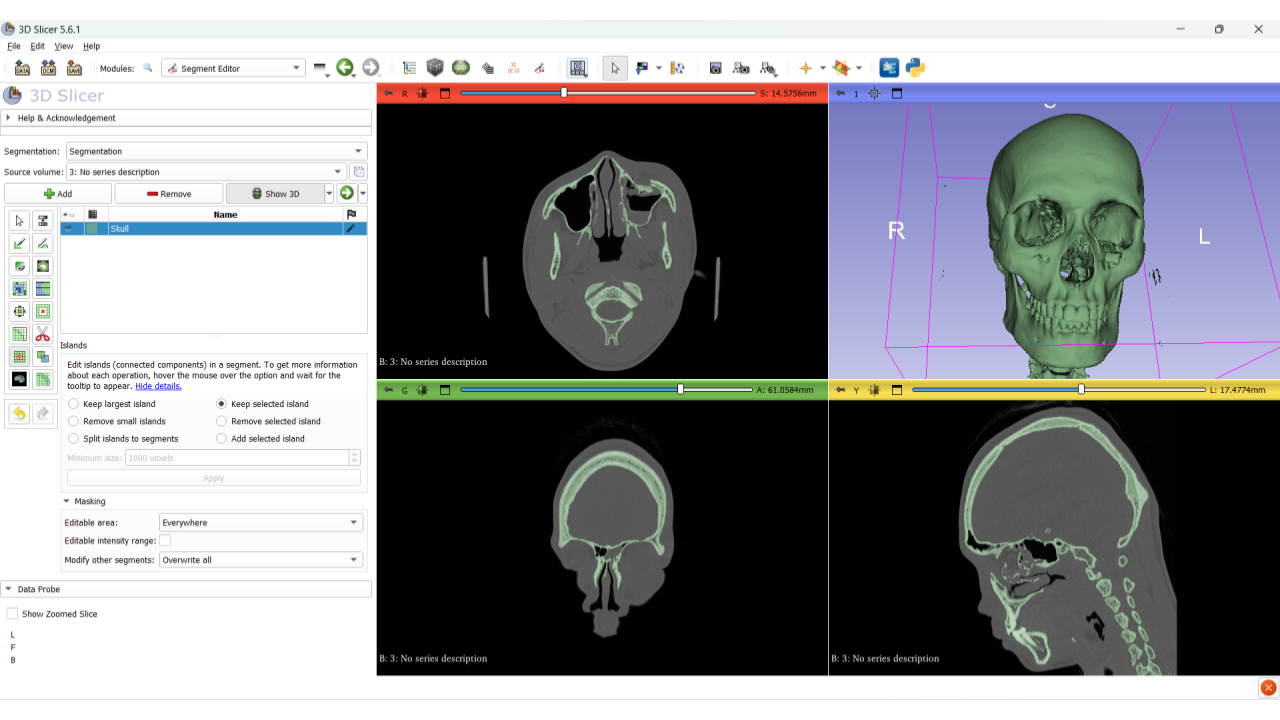 3D Slicer 5.6.1
File Edit View Help
DATA DCM SAVE Modules: Segment Editor
3D Slicer
Help & Acknowledgement
Segmentation: Segmentation
Source volume: 3: No series description
Add Remove Show 3D
Name
Skull
Islands
Edit islands (connected components) in a segment. To get more information
about each operation, hover the mouse over the option and wait for the
tooltip to appear. Hide details.
Keep largest island Keep selected island
Remove small islands Remove selected island
Split islands to segments Add selected island
Minimum size: 1000 voxels
Apply
Masking
Editable area: Everywhere
Editable intensity range:
Modify other segments: Overwrite all
Data Probe
Show Zoomed Slice
L
F
B
R S: 14.5756mm
B: 3: No series description
1
R L
G A: 61.0584mm
B: 3: No series description
Y L: 17.4774mm
B: 3: No series description